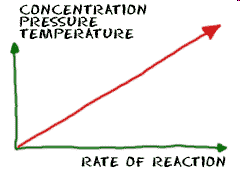 CONCENTRATION
PRESSURE
TEMPERATURE
RATE OF REACTION